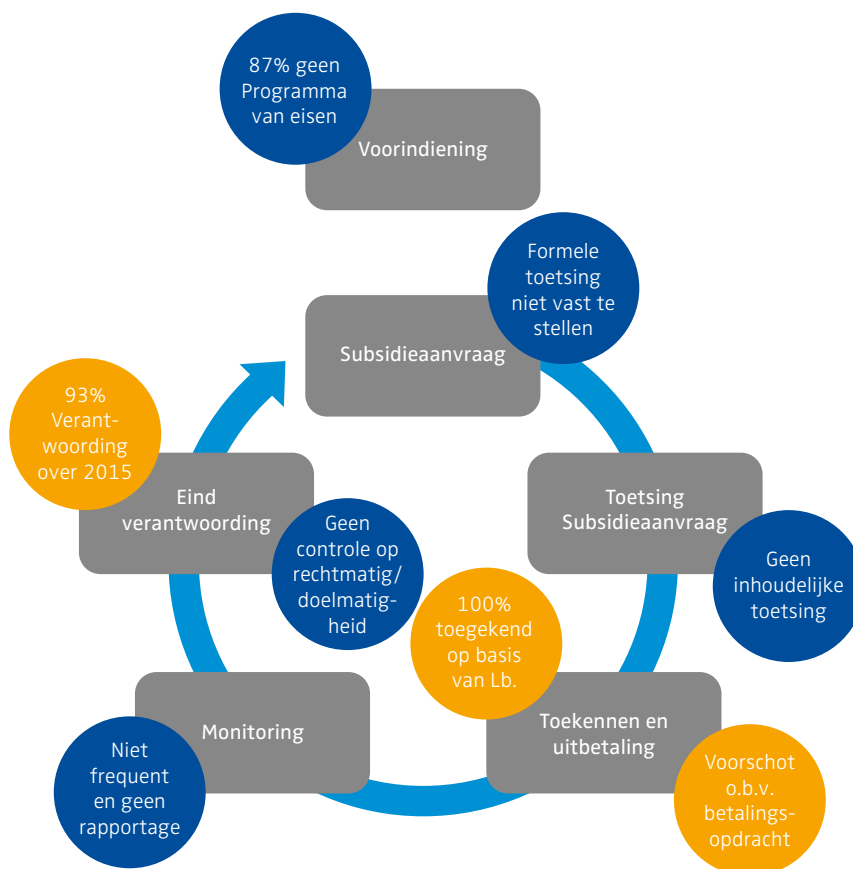 87% geen
Programma
van eisen
Voorindiening
Formele
toetsing
niet vast te
stellen
Subsidieaanvraag
93%
Verant-
woording
over 2015
Eind
verantwoording
Toetsing
Subsidieaanvraag
Geen
controle op
rechtmatig/
doelmatig-
heid
Geen
inhoudelijke
toetsing
100%
toegekend
op basis
van Lb.
Monitoring
Toekennen en
uitbetaling
Niet
frequent
en geen
rapportage
Voorschot
o.b.v.
betalings-
opdracht